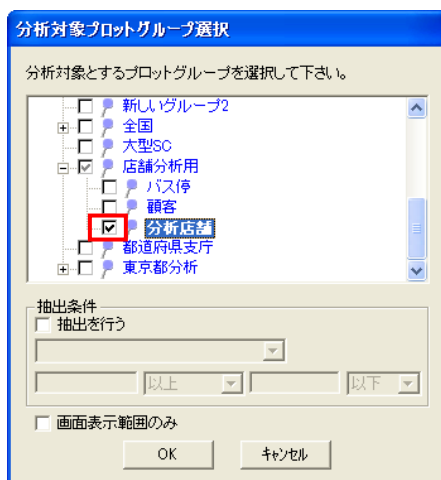 分析対象プロットグループ選択
分析対象とするプロットグループを選択して下さい。
新しいグループ2
全国
大型SC
店舗分析用
バス停
顧客
分析店舗
都道府県支庁
東京都分析
抽出条件
抽出を行う
以上 以下
画面表示範囲のみ
OK キャンセル